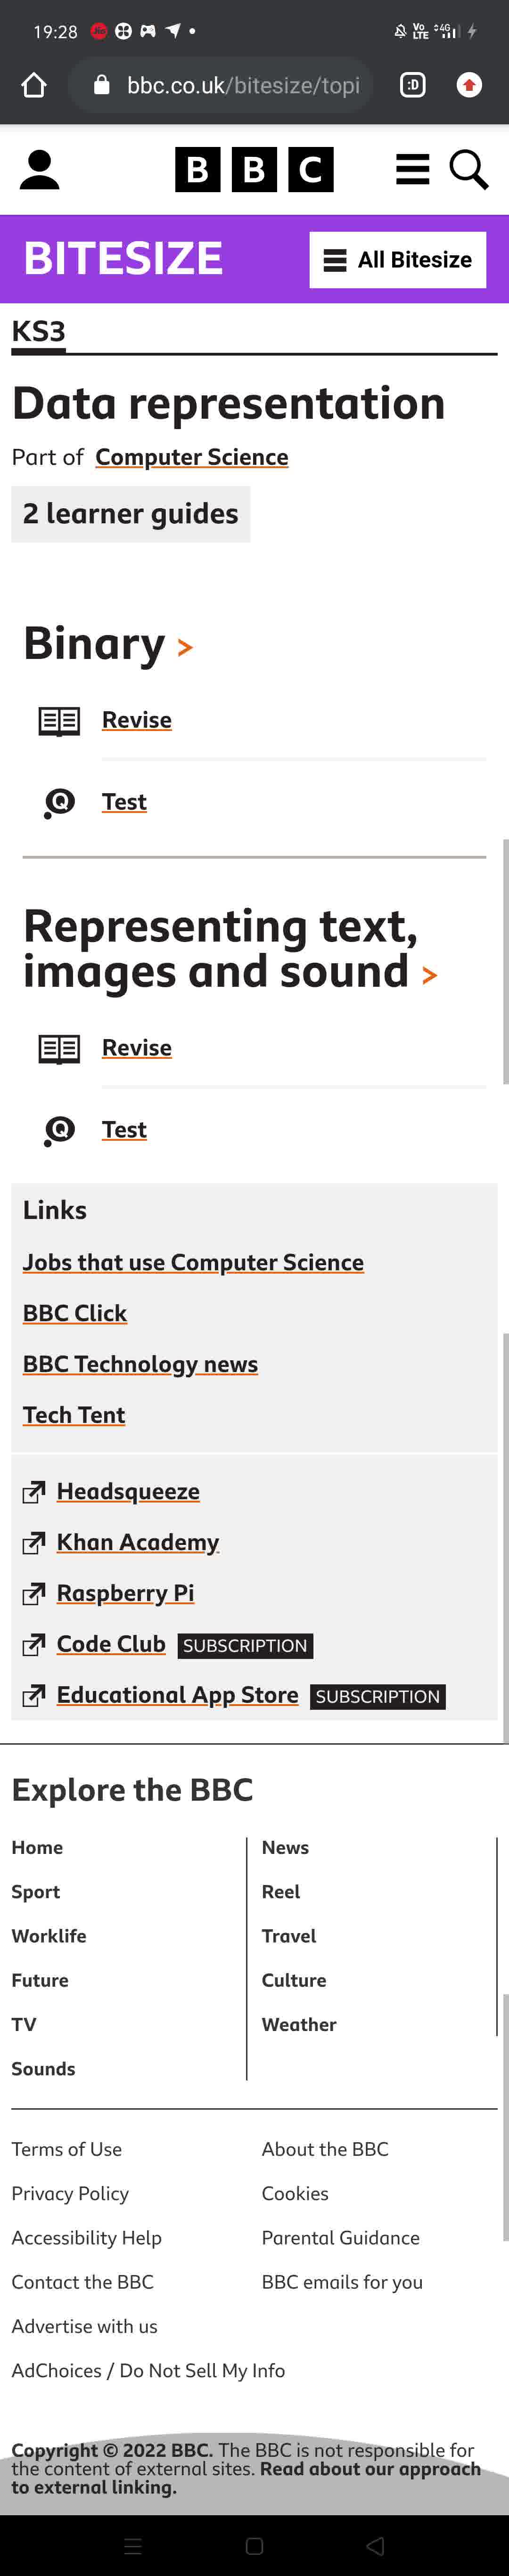 19:28
Vo LTE 4G
bbc.co.uk/bitesize/topi :D
BBC
BITESIZE
All Bitesize
KS3
Data representation
Part of Computer Science
2 learner guides
Binary >
Revise
Q Test
Representing text,
images and sound >
Revise
Q Test
Links
Jobs that use Computer Science
BBC Click
BBC Technology news
Tech Tent
Headsqueeze
Khan Academy
Raspberry Pi
Code Club SUBSCRIPTION
Educational App Store SUBSCRIPTION
Explore the BBC
Home
News
Sport
Reel
Worklife
Travel
Future
Culture
TV
Weather
Sounds
Terms of Use
About the BBC
Privacy Policy
Cookies
Accessibility Help
Parental Guidance
Contact the BBC
BBC emails for you
Advertise with us
AdChoices / Do Not Sell My Info
Copyright © 2022 BBC. The BBC is not responsible for
the content of external sites. Read about our approach
to external linking.